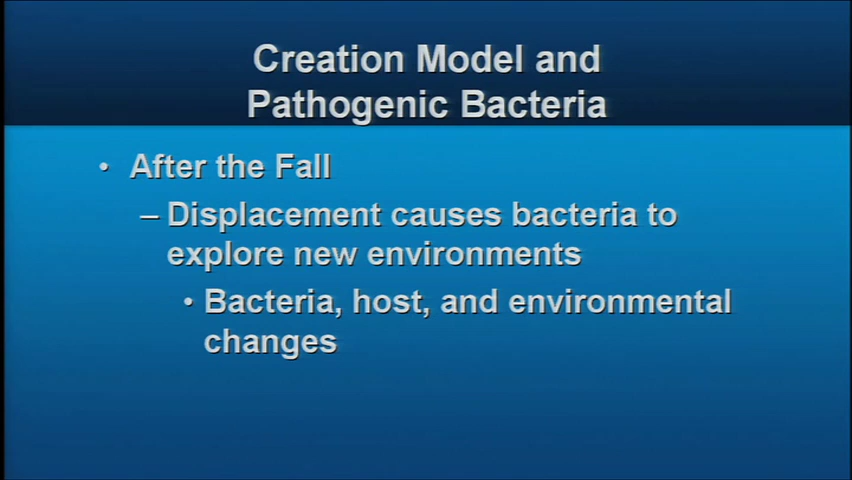 Creation Model and
Pathogenic Bacteria
• After the Fall
– Displacement causes bacteria to
explore new environments
• Bacteria, host, and environmental
changes